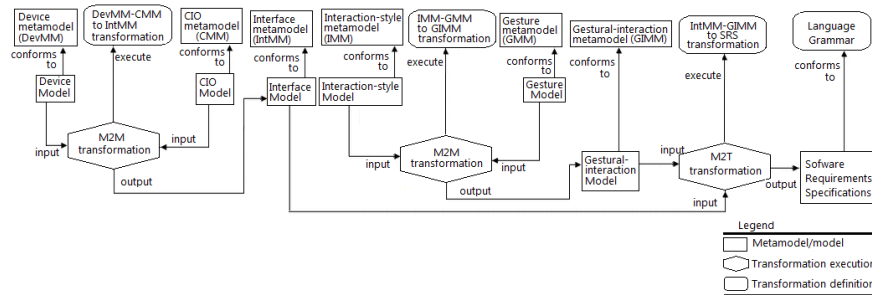 Device
metamodel
(DevMM)
DevMM-CMM
to IntMM
transformation
CIO
metamodel
(CMM)
Interface
metamodel
(IntMM)
Interaction-style
metamodel
(IMM)
IMM-GMM
to GIMM
transformation
Gesture
metamodel
(GMM)
Gestural-interaction
metamodel (GIMM)
IntMM-GIMM
to SRS
transformation
Language
Grammar
conforms
to
execute
conforms
to
conforms
to
conforms
to
execute
conforms
to
conforms
to
execute
conforms
to
Device
Model
CIO
Model
Interface
Model
Interaction-style
Model
Gesture
Model
M2M
transformation
input
input
output
M2M
transformation
input
input
output
Gestural-
interaction
Model
input
M2T
transformation
input
output
Sofware
Requirements
Specifications
Legend
Metamodel/model
Transformation execution
Transformation definition